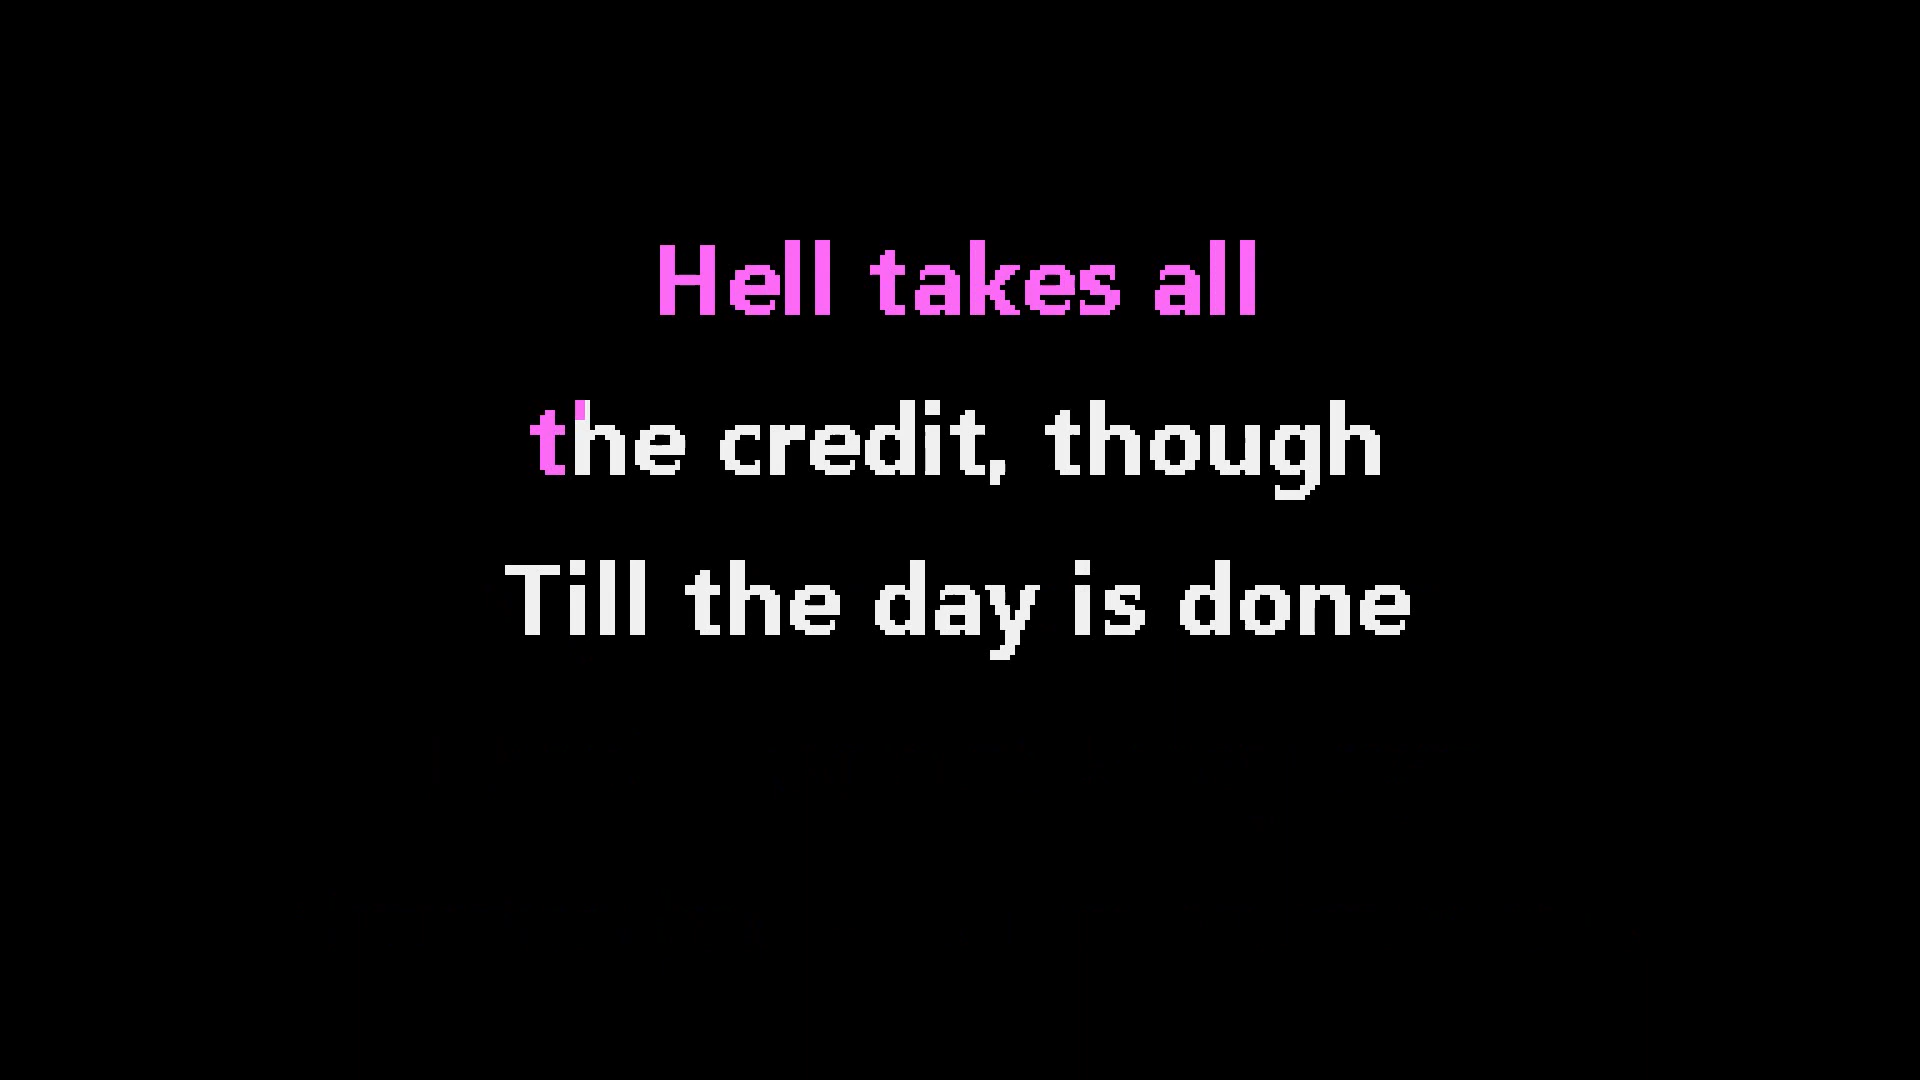 Hell takes all
the credit, though
Till the day is done